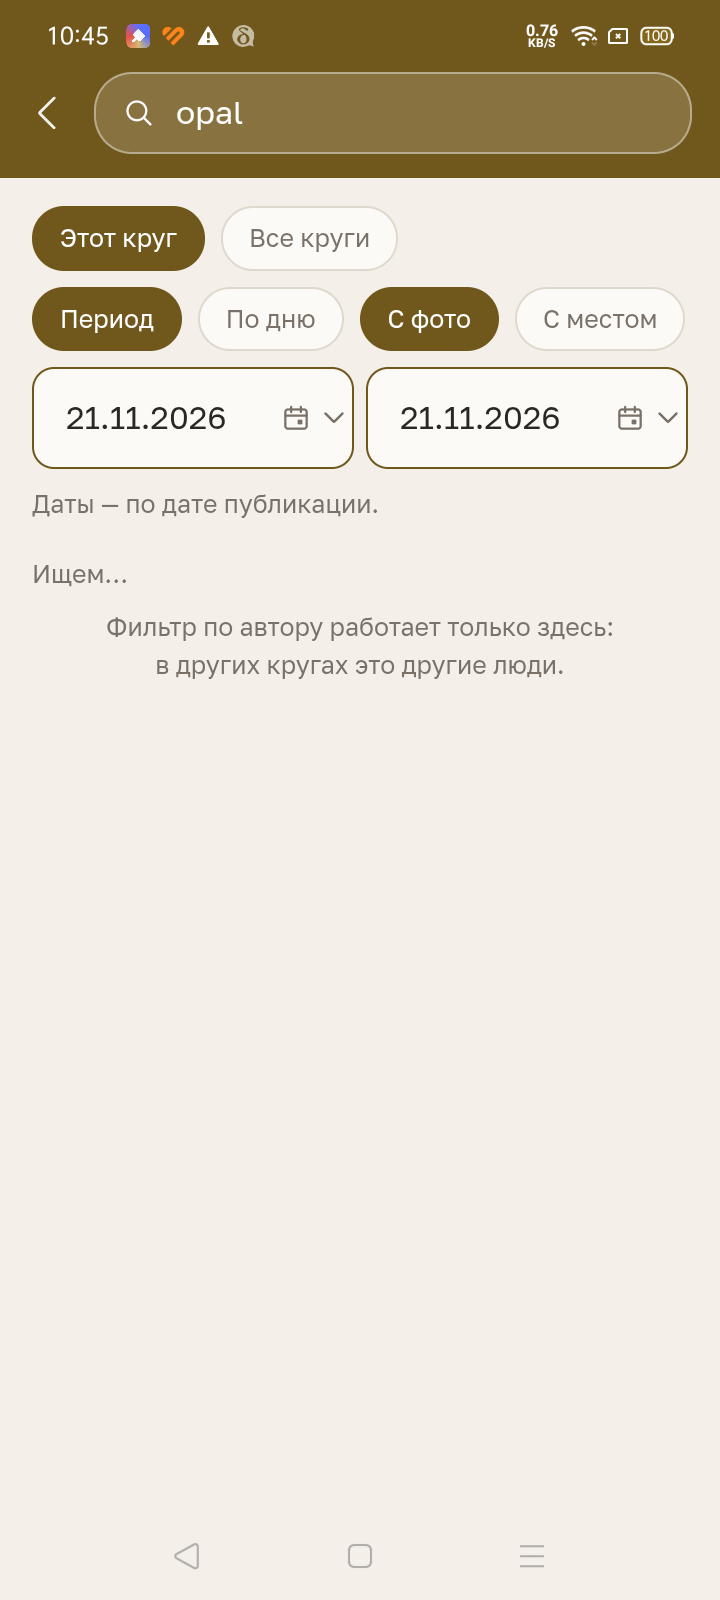 10:45
0.76
KB/S
100
opal
Этот круг
Все круги
Период
По дню
С фото
С местом
21.11.2026
21.11.2026
Даты — по дате публикации.
Ищем...
Фильтр по автору работает только здесь:
в других кругах это другие люди.